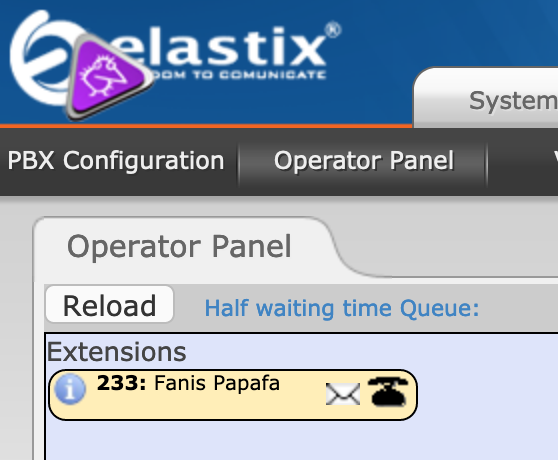 elastix®
DOM TO COMUNICATE
System
PBX Configuration
Operator Panel
Operator Panel
Reload
Half waiting time Queue:
Extensions
233: Fanis Papafa